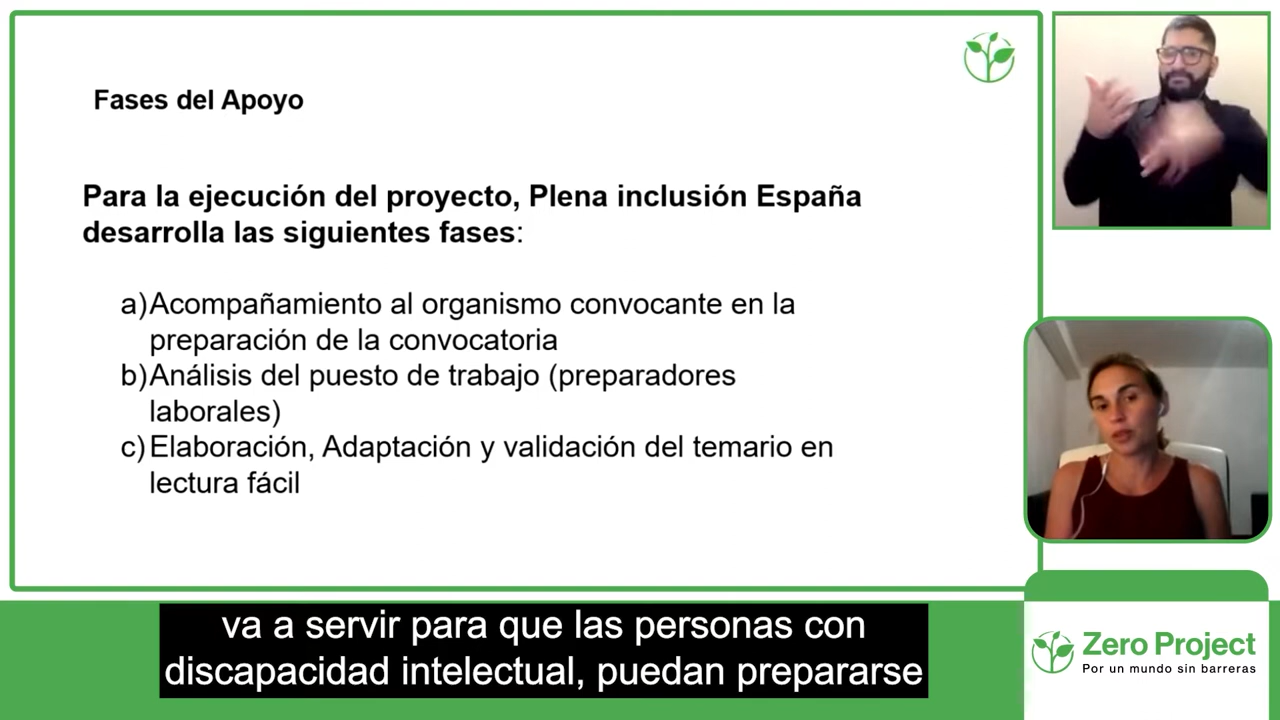 Fases del Apoyo
Para la ejecución del proyecto, Plena inclusión España
desarrolla las siguientes fases:
a)Acompañamiento al organismo convocante en la
preparación de la convocatoria
b)Análisis del puesto de trabajo (preparadores
laborales)
c)Elaboración, Adaptación y validación del temario en
lectura fácil
va a servir para que las personas con
discapacidad intelectual, puedan prepararse
Zero Project
Por un mundo sin barreras